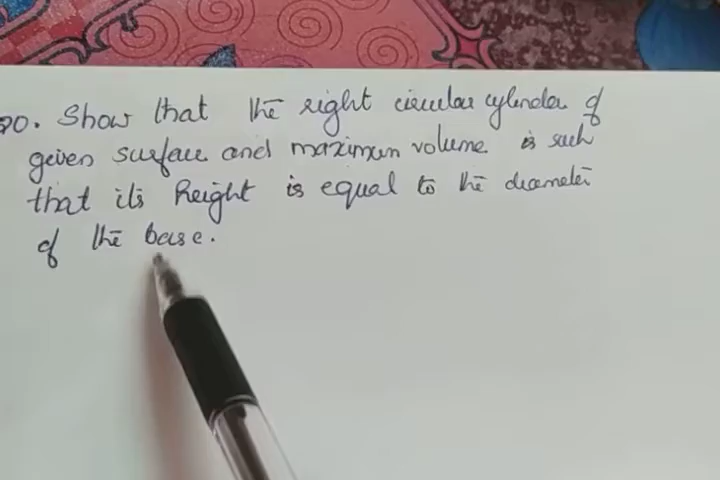 20. Show that the right circular cylinder of
given surface and maximum volume is such
that its height is equal to the diameter
of the base.